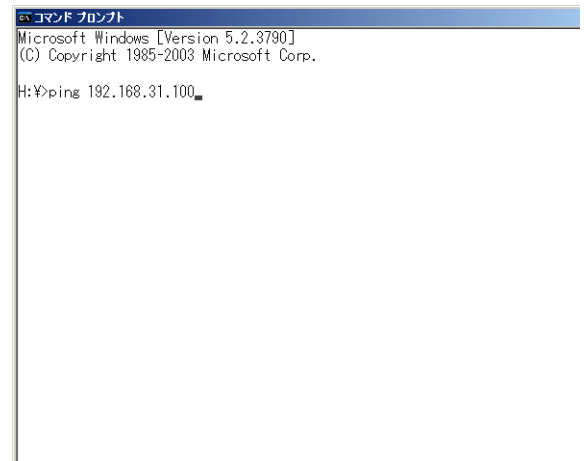 コマンド プロンプト
Microsoft Windows [Version 5.2.3790]
(C) Copyright 1985-2003 Microsoft Corp.
H:¥>ping 192.168.31.100_